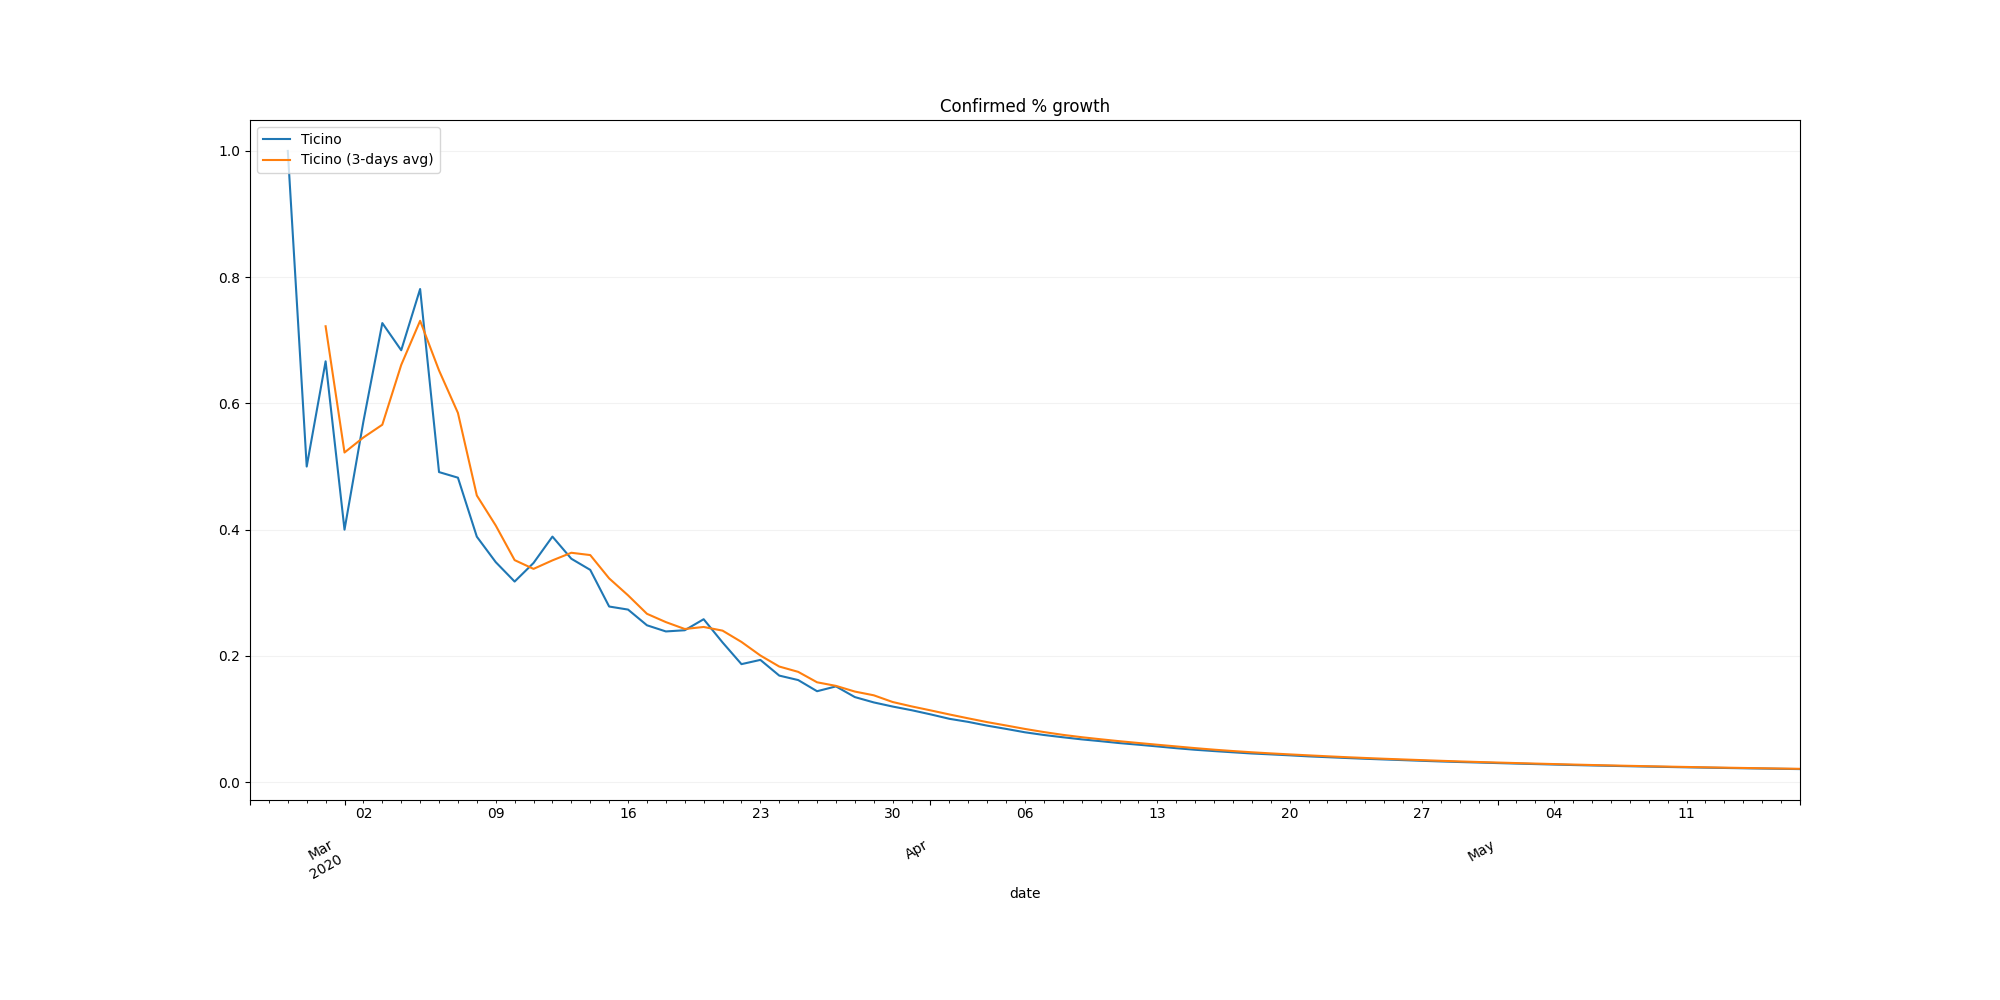 Confirmed % growth
Ticino
Ticino (3-days avg)
1.0
0.8
0.6
0.4
0.2
0.0
02 09 16 23 30 06 13 20 27 04 11
Mar Apr May
2020
date